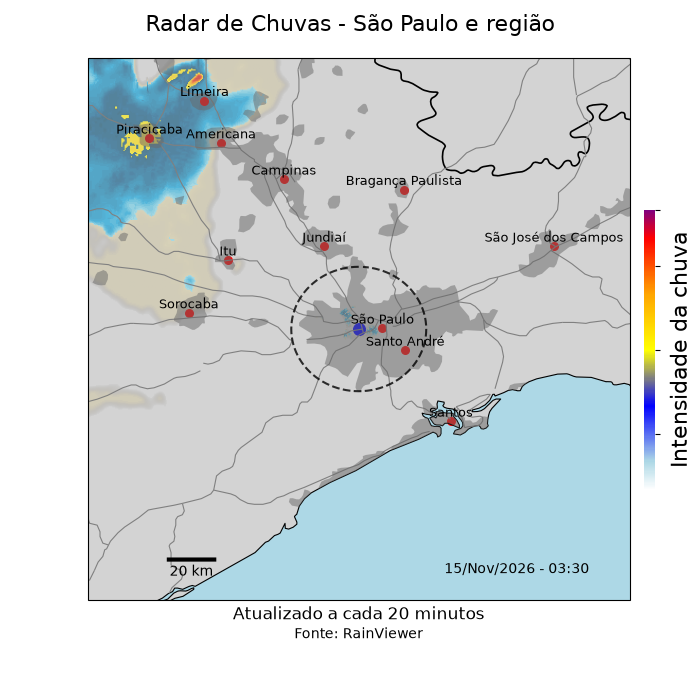 Radar de Chuvas - São Paulo e região
Limeira
Piracicaba
Americana
Campinas
Bragança Paulista
Jundiaí
São José dos Campos
Itu
Sorocaba
São Paulo
Santo André
Santos
Intensidade da chuva
20 km
15/Nov/2026 - 03:30
Atualizado a cada 20 minutos
Fonte: RainViewer